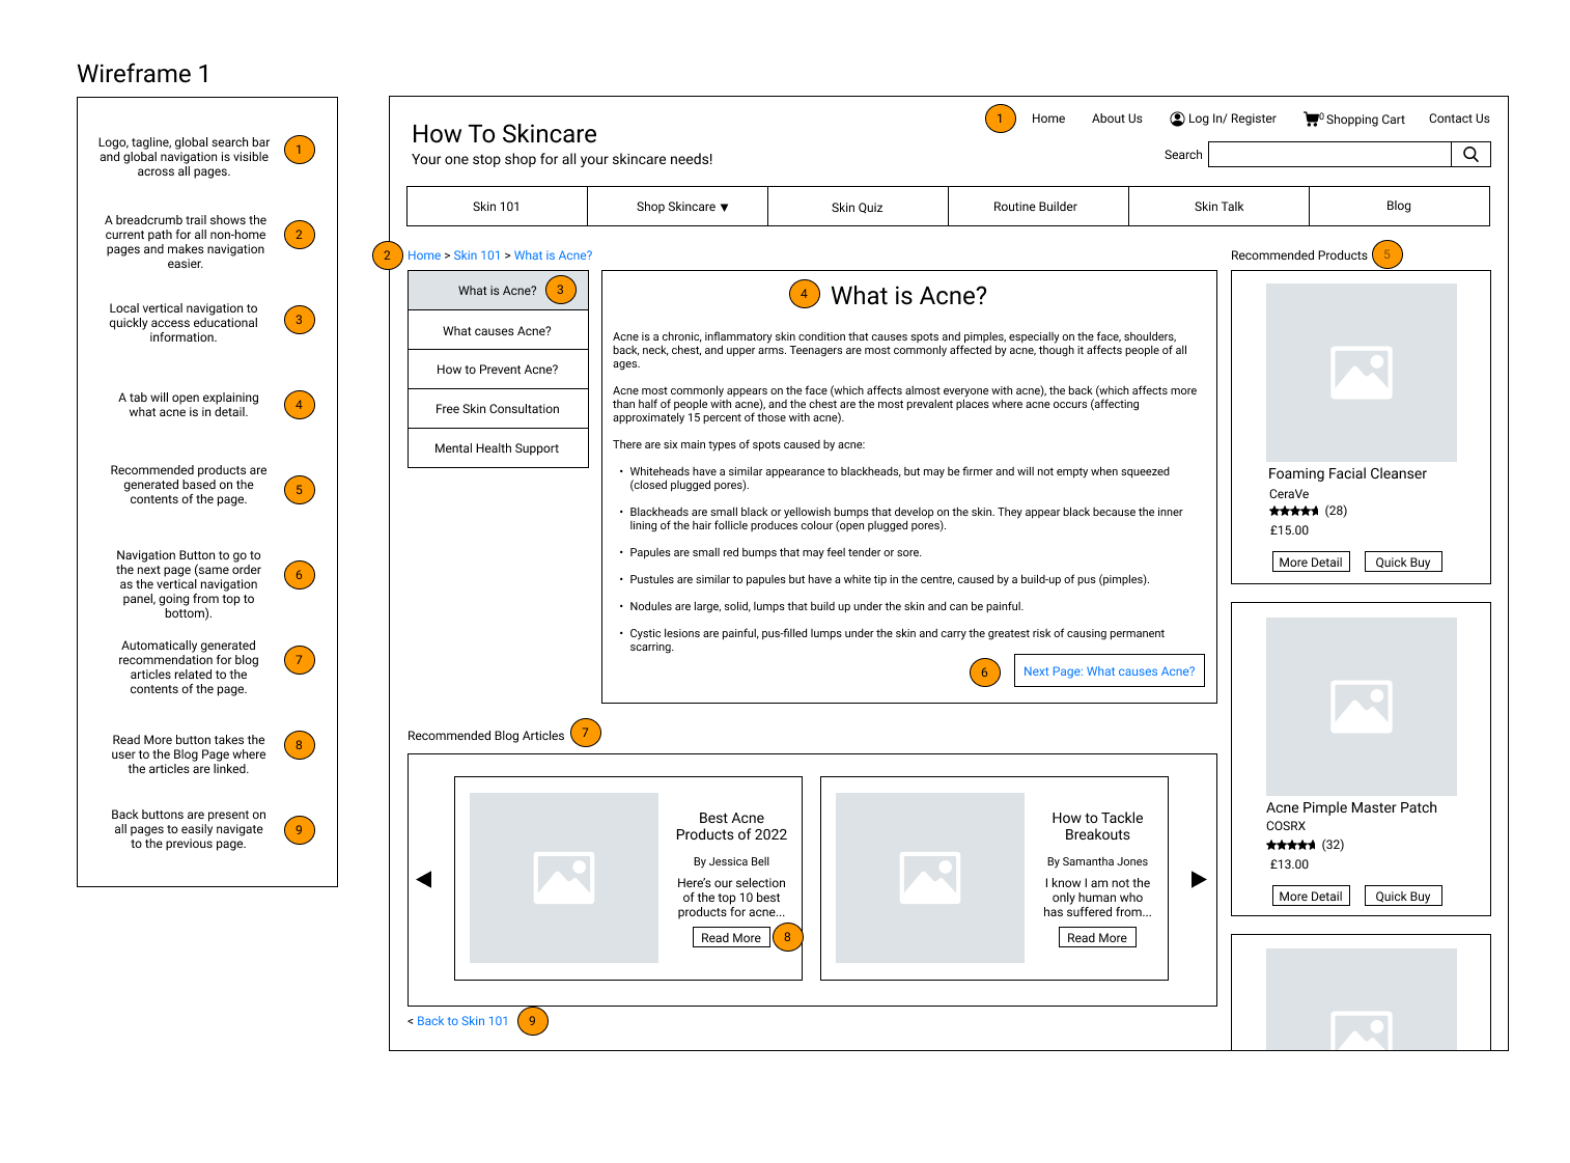 Wireframe 1
Logo, tagline, global search bar
and global navigation is visible
across all pages.
1
A breadcrumb trail shows the
current path for all non-home
pages and makes navigation
easier.
2
Local vertical navigation to
quickly access educational
information.
3
A tab will open explaining
what acne is in detail.
4
Recommended products are
generated based on the
contents of the page.
5
Navigation Button to go to
the next page (same order
as the vertical navigation
panel, going from top to
bottom).
6
Automatically generated
recommendation for blog
articles related to the
contents of the page.
7
Read More button takes the
user to the Blog Page where
the articles are linked.
8
Back buttons are present on
all pages to easily navigate
to the previous page.
9
How To Skincare
Your one stop shop for all your skincare needs!
1 Home About Us Log In/ Register 0 Shopping Cart Contact Us
Search
Skin 101 Shop Skincare ▼ Skin Quiz Routine Builder Skin Talk Blog
2 Home > Skin 101 > What is Acne?
What is Acne? 3
What causes Acne?
How to Prevent Acne?
Free Skin Consultation
Mental Health Support
4 What is Acne?
Acne is a chronic, inflammatory skin condition that causes spots and pimples, especially on the face, shoulders,
back, neck, chest, and upper arms. Teenagers are most commonly affected by acne, though it affects people of all
ages.
Acne most commonly appears on the face (which affects almost everyone with acne), the back (which affects more
than half of people with acne), and the chest are the most prevalent places where acne occurs (affecting
approximately 15 percent of those with acne).
There are six main types of spots caused by acne:
• Whiteheads have a similar appearance to blackheads, but may be firmer and will not empty when squeezed
(closed plugged pores).
• Blackheads are small black or yellowish bumps that develop on the skin. They appear black because the inner
lining of the hair follicle produces colour (open plugged pores).
• Papules are small red bumps that may feel tender or sore.
• Pustules are similar to papules but have a white tip in the centre, caused by a build-up of pus (pimples).
• Nodules are large, solid, lumps that build up under the skin and can be painful.
• Cystic lesions are painful, pus-filled lumps under the skin and carry the greatest risk of causing permanent
scarring.
6 Next Page: What causes Acne?
Recommended Products 5
Foaming Facial Cleanser
CeraVe
(28)
£15.00
More Detail Quick Buy
Acne Pimple Master Patch
COSRX
(32)
£13.00
More Detail Quick Buy
Recommended Blog Articles 7
Best Acne
Products of 2022
By Jessica Bell
Here's our selection
of the top 10 best
products for acne...
Read More 8
How to Tackle
Breakouts
By Samantha Jones
I know I am not the
only human who
has suffered from...
Read More
< Back to Skin 101 9